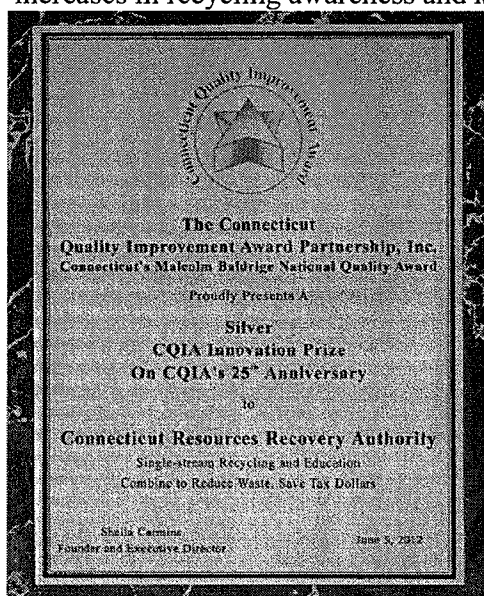 increases in recycling awareness and
Connecticut Quality Improvement Award
The Connecticut
Quality Improvement Award Partnership, Inc.
Connecticut's Malcolm Baldrige National Quality Award
Proudly Presents A
Silver
CQIA Innovation Prize
On CQIA's 25th Anniversary
to
Connecticut Resources Recovery Authority
Single-stream Recycling and Education
Combine to Reduce Waste, Save Tax Dollars
Sheila Carmine
Founder and Executive Director
June 5, 2012